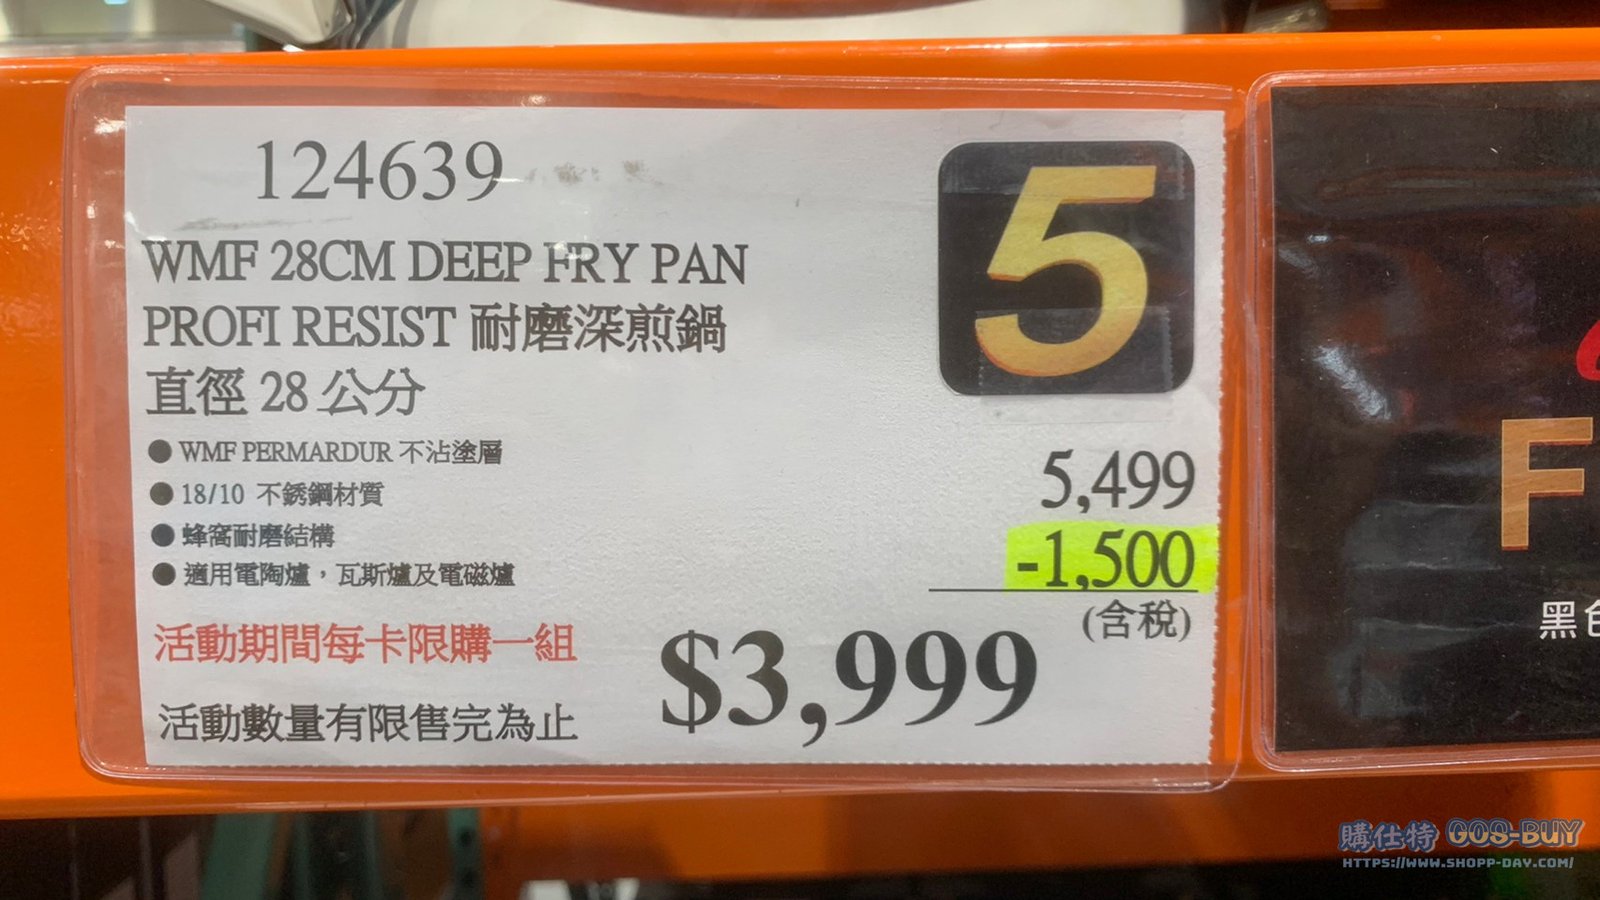 124639
5
WMF 28CM DEEP FRY PAN
PROFI RESIST 耐磨深煎鍋
直徑 28 公分
● WMF PERMARDUR 不沾塗層
● 18/10 不銹鋼材質
● 蜂窩耐磨結構
● 適用電陶爐，瓦斯爐及電磁爐
5,499
-1,500
(含稅)
$3,999
活動期間每卡限購一組
活動數量有限售完為止
F
黑色
購仕特 GOS-BUY
HTTPS://WWW.SHOPP-DAY.COM/